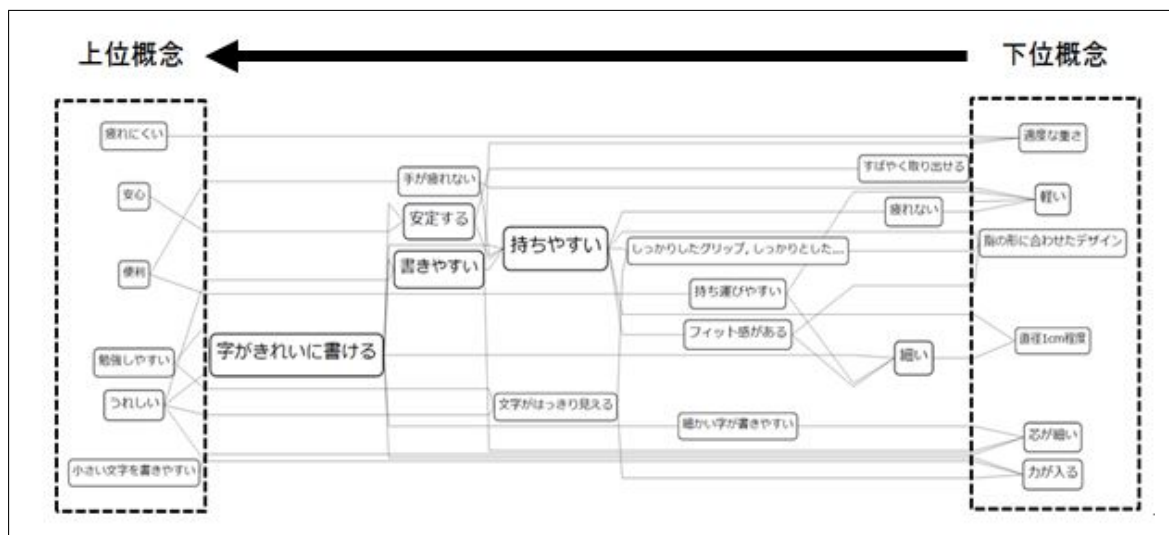 上位概念
下位概念
疲れにくい
安心
便利
勉強しやすい
うれしい
小さい文字を書きやすい
字がきれいに書ける
手が疲れない
安定する
書きやすい
持ちやすい
文字がはっきり見える
しっかりしたグリップ, しっかりとした...
持ち運びやすい
フィット感がある
細かい字が書きやすい
すばやく取り出せる
疲れない
細い
適度な重さ
軽い
指の形に合わせたデザイン
直径1cm程度
芯が細い
力が入る